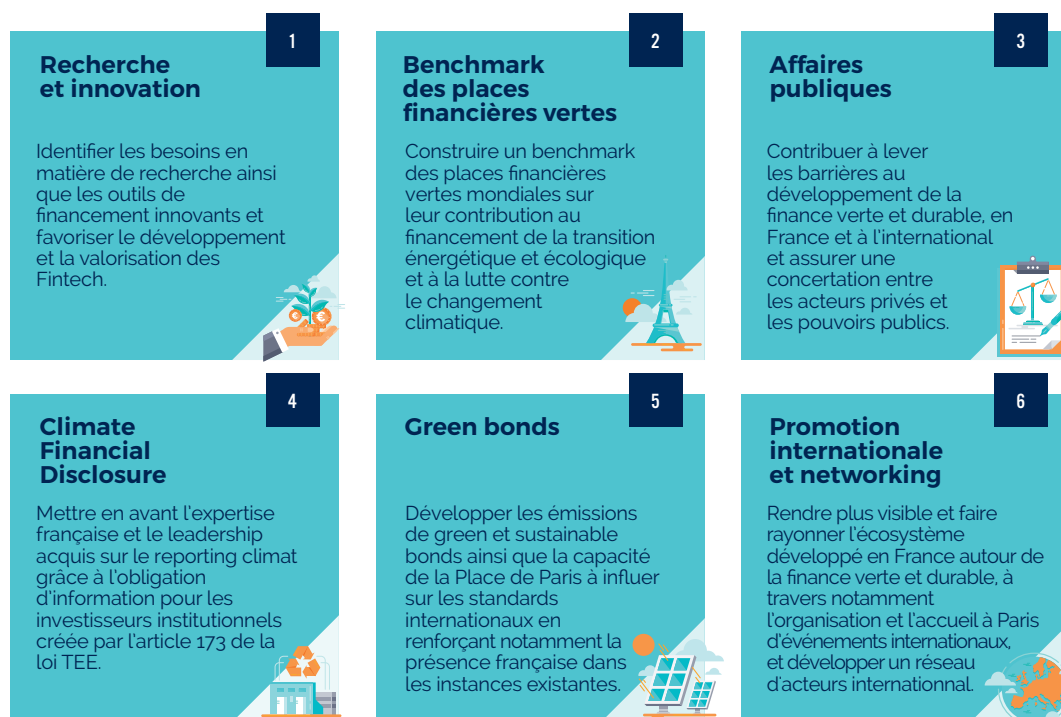 1
Recherche
et innovation
Identifier les besoins en
matière de recherche ainsi
que les outils de
financement innovants et
favoriser le développement
et la valorisation des
Fintech.
2
Benchmark
des places
financières vertes
Construire un benchmark
des places financières
vertes mondiales sur
leur contribution au
financement de la transition
énergétique et écologique
et à la lutte contre
le changement
climatique.
3
Affaires
publiques
Contribuer à lever
les barrières au
développement de la
finance verte et durable, en
France et à l'international
et assurer une
concertation entre
les acteurs privés et
les pouvoirs publics.
4
Climate
Financial
Disclosure
Mettre en avant l'expertise
française et le leadership
acquis sur le reporting climat
grâce à l'obligation
d'information pour les
investisseurs institutionnels
créée par l'article 173 de la
loi TEE.
5
Green bonds
Développer les émissions
de green et sustainable
bonds ainsi que la capacité
de la Place de Paris à influer
sur les standards
internationaux en
renforçant notamment la
présence française dans
les instances existantes.
6
Promotion
internationale
et networking
Rendre plus visible et faire
rayonner l'écosystème
développé en France autour de
la finance verte et durable, à
travers notamment
l'organisation et l'accueil à Paris
d'événements internationaux,
et développer un réseau
d'acteurs internationnal.